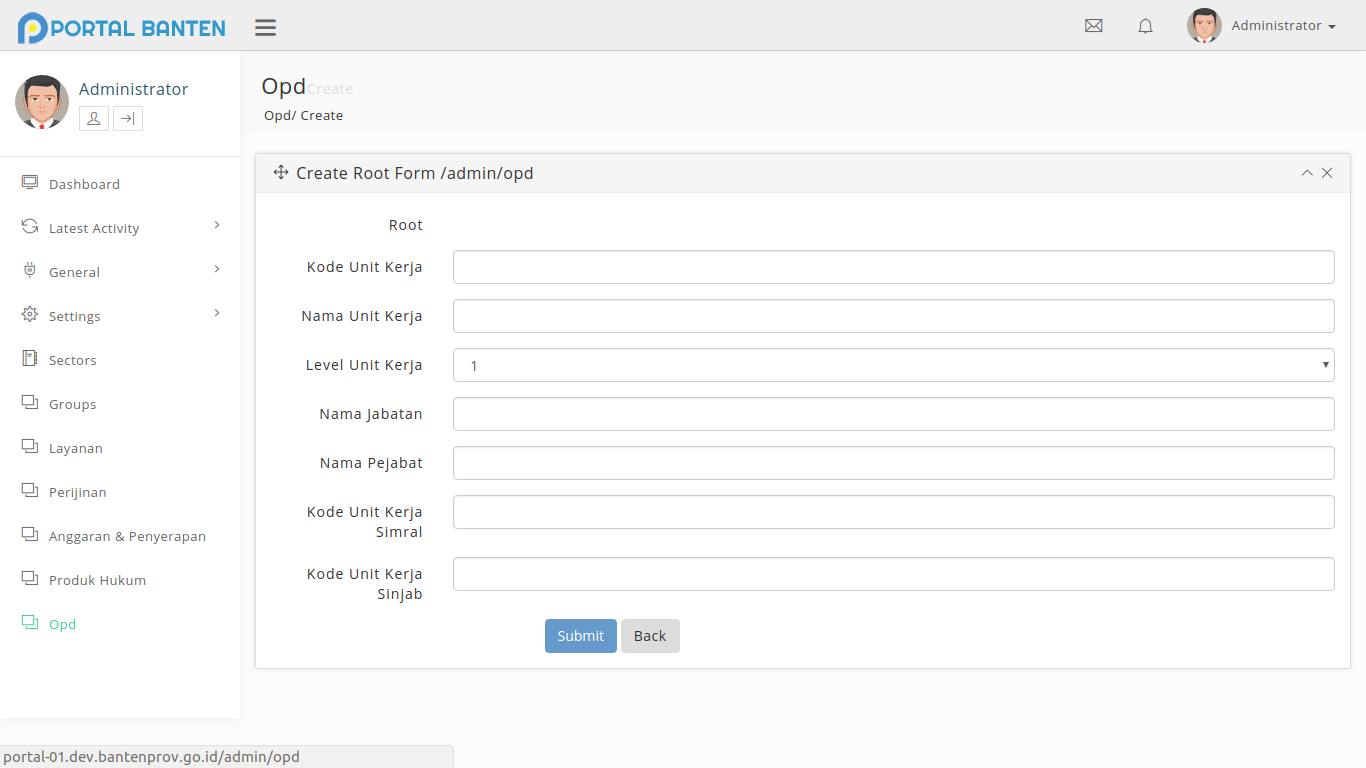 PORTAL BANTEN
Administrator
Administrator
Dashboard
Latest Activity
General
Settings
Sectors
Groups
Layanan
Perijinan
Anggaran & Penyerapan
Produk Hukum
Opd
OpdCreate
Opd/ Create
Create Root Form /admin/opd
Root
Kode Unit Kerja
Nama Unit Kerja
Level Unit Kerja
1
Nama Jabatan
Nama Pejabat
Kode Unit Kerja
Simral
Kode Unit Kerja
Sinjab
Submit Back
portal-01.dev.bantenprov.go.id/admin/opd